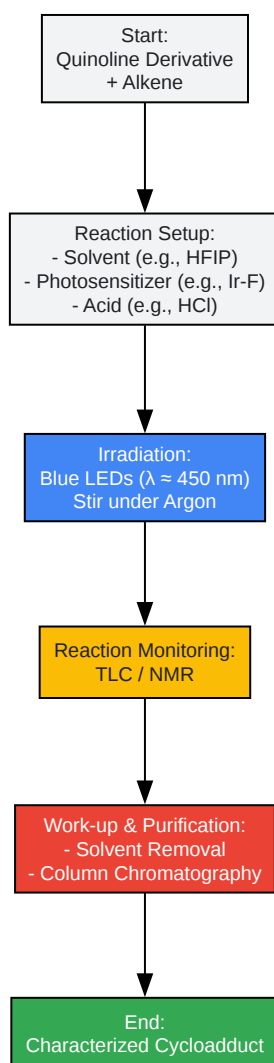 Start:
Quinoline Derivative
+ Alkene
Reaction Setup:
- Solvent (e.g., HFIP)
- Photosensitizer (e.g., Ir-F)
- Acid (e.g., HCl)
Irradiation:
Blue LEDs (λ ≈ 450 nm)
Stir under Argon
Reaction Monitoring:
TLC / NMR
Work-up & Purification:
- Solvent Removal
- Column Chromatography
End:
Characterized Cycloadduct